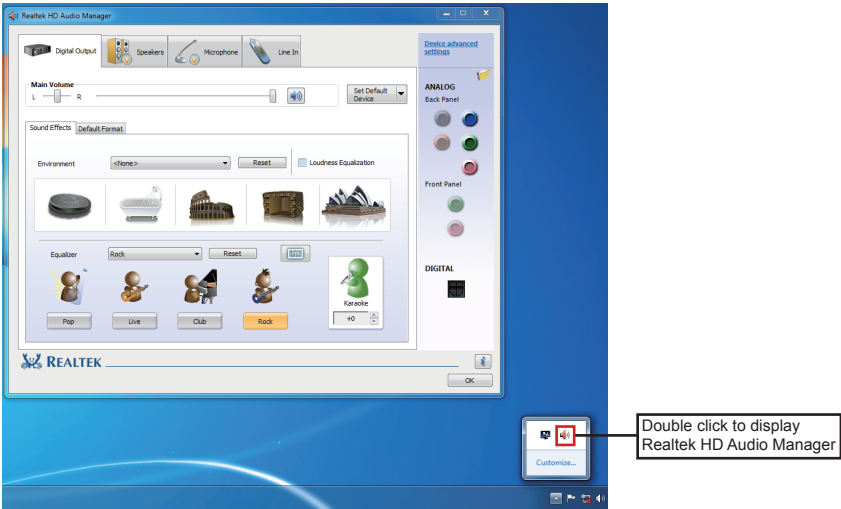 Realtek HD Audio Manager
Digital Output
Speakers
Microphone
Line In
Device advanced
settings
Main Volume
L
R
Set Default
Device
ANALOG
Back Panel
Sound Effects
Default Format
Environment
<None>
Reset
Loudness Equalization
Front Panel
Equalizer
Rock
Reset
DIGITAL
Karaoke
Pop
Live
Club
Rock
+0
REALTEK
i
OK
Double click to display
Realtek HD Audio Manager
Customize...